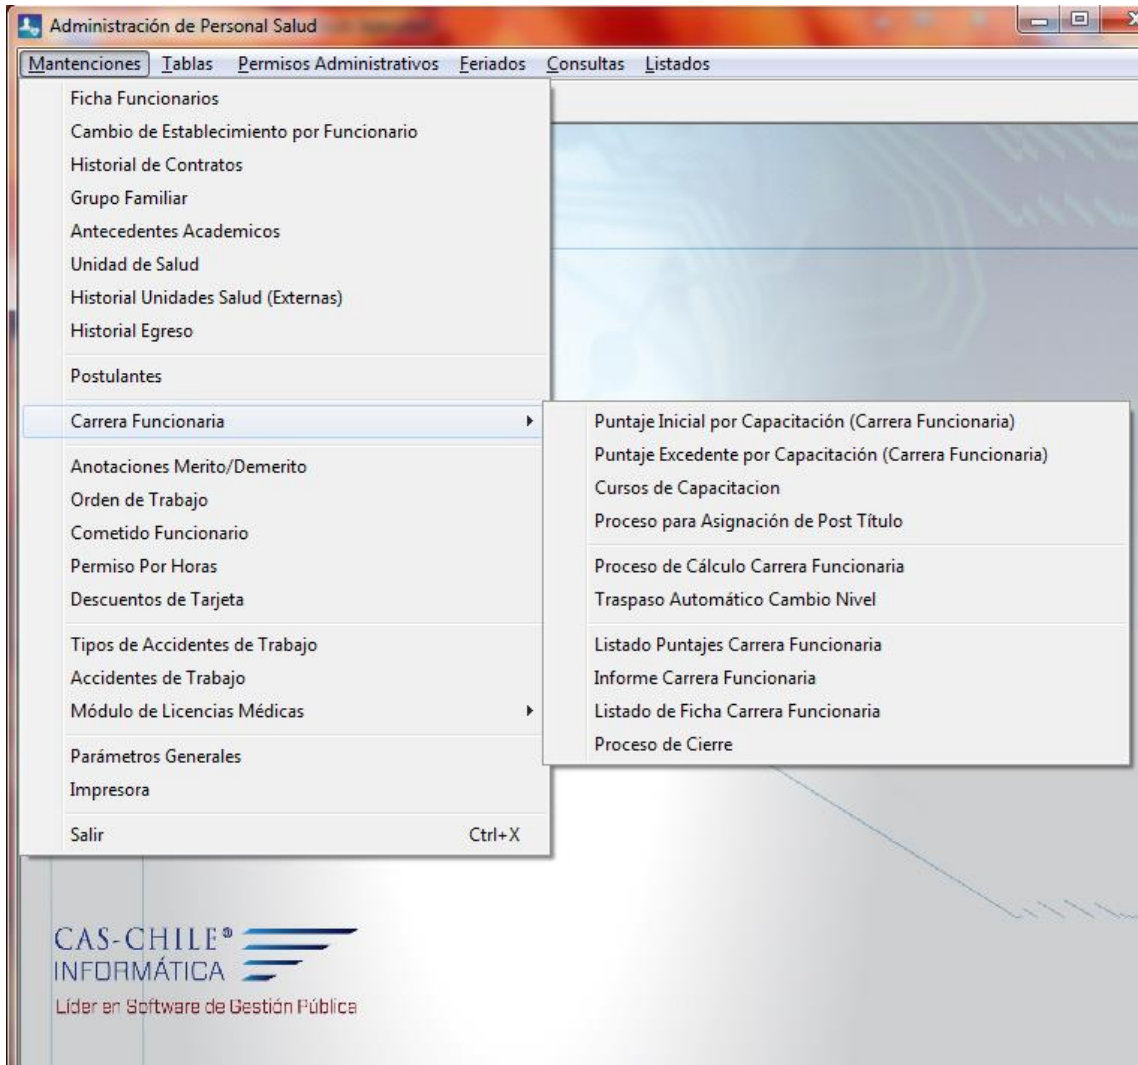 Administración de Personal Salud
Mantenciones Tablas Permisos Administrativos Feriados Consultas Listados
Ficha Funcionarios
Cambio de Establecimiento por Funcionario
Historial de Contratos
Grupo Familiar
Antecedentes Academicos
Unidad de Salud
Historial Unidades Salud (Externas)
Historial Egreso
Postulantes
Carrera Funcionaria
Anotaciones Merito/Demerito
Orden de Trabajo
Cometido Funcionario
Permiso Por Horas
Descuentos de Tarjeta
Tipos de Accidentes de Trabajo
Accidentes de Trabajo
Módulo de Licencias Médicas
Parámetros Generales
Impresora
Salir Ctrl+X
Puntaje Inicial por Capacitación (Carrera Funcionaria)
Puntaje Excedente por Capacitación (Carrera Funcionaria)
Cursos de Capacitacion
Proceso para Asignación de Post Título
Proceso de Cálculo Carrera Funcionaria
Traspaso Automático Cambio Nivel
Listado Puntajes Carrera Funcionaria
Informe Carrera Funcionaria
Listado de Ficha Carrera Funcionaria
Proceso de Cierre
CAS-CHILE®
INFORMÁTICA
Líder en Software de Gestión Pública